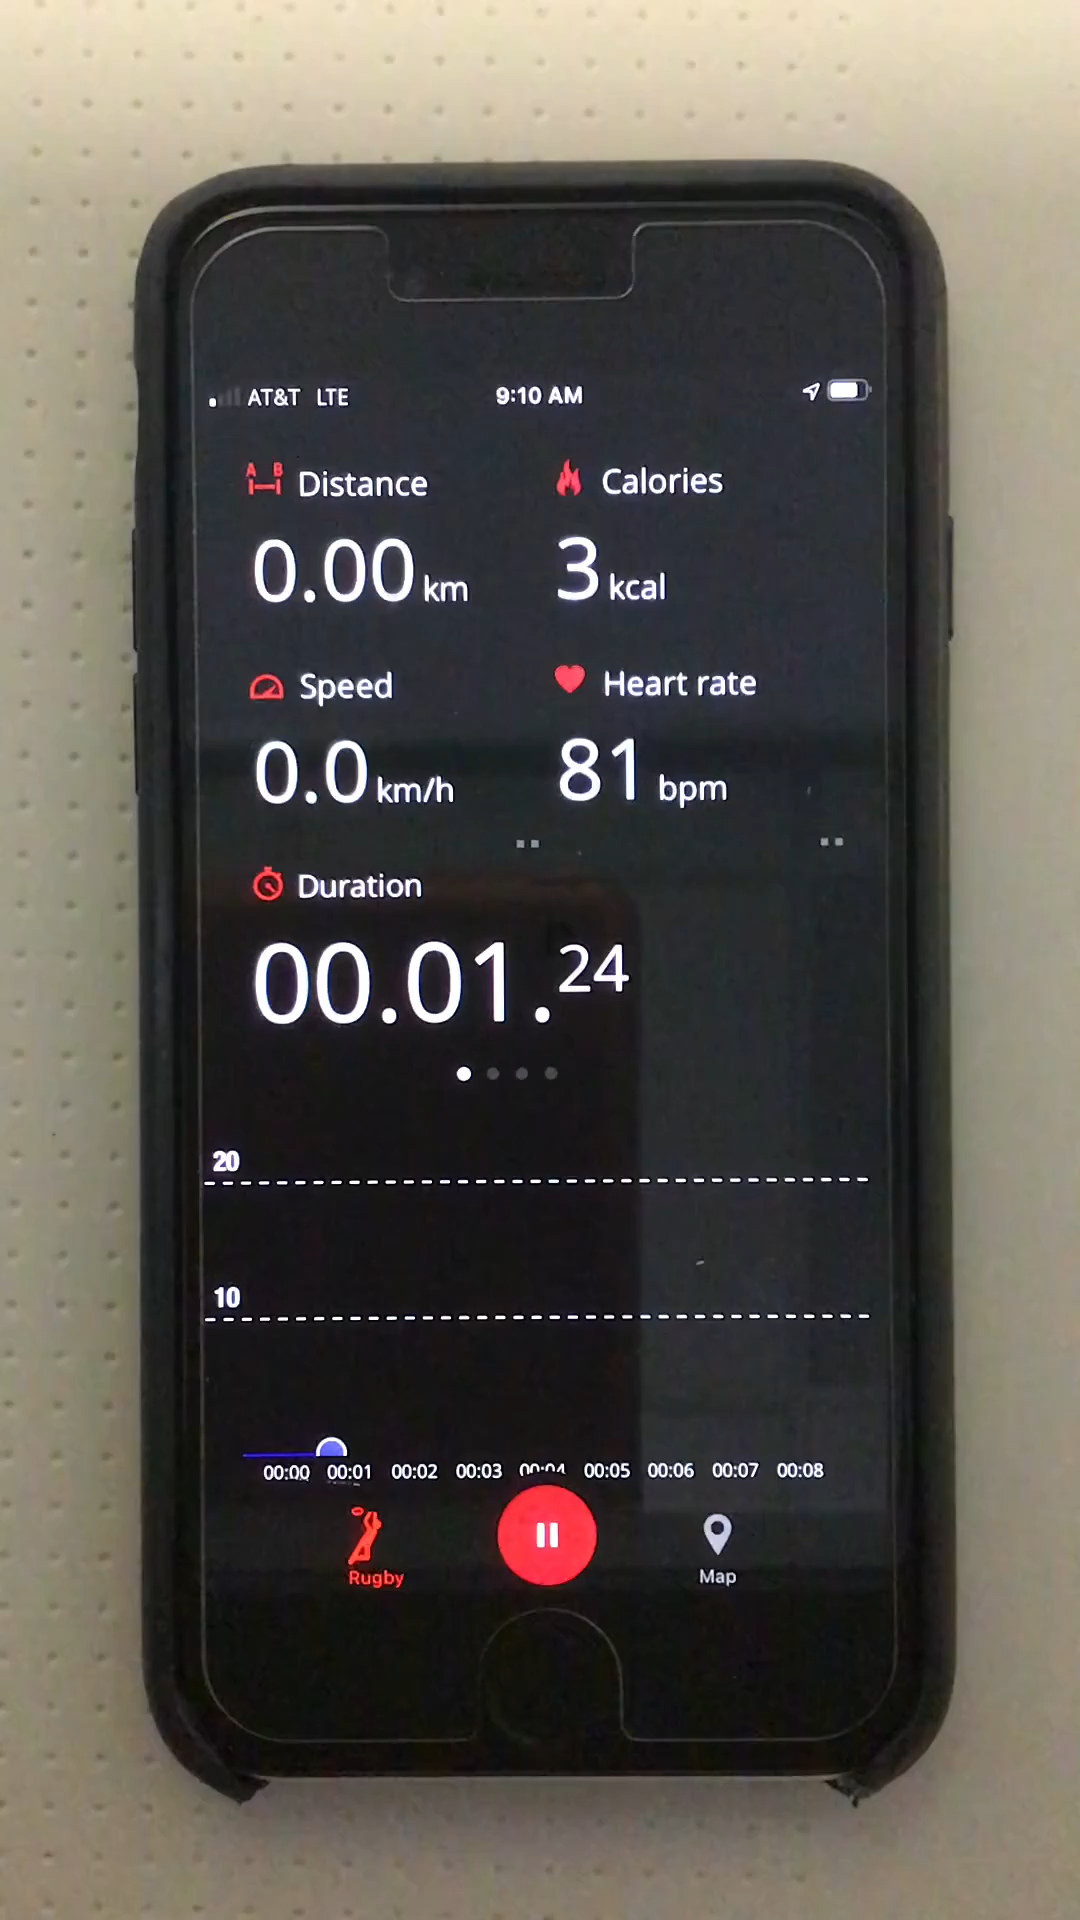 AT&T LTE 9:10 AM
A B Distance Calories
0.00 km 3 kcal
Speed Heart rate
0.0 km/h 81 bpm
Duration
00.01.24
20
10
00:00 00:01 00:02 00:03 00:04 00:05 00:06 00:07 00:08
Rugby Map